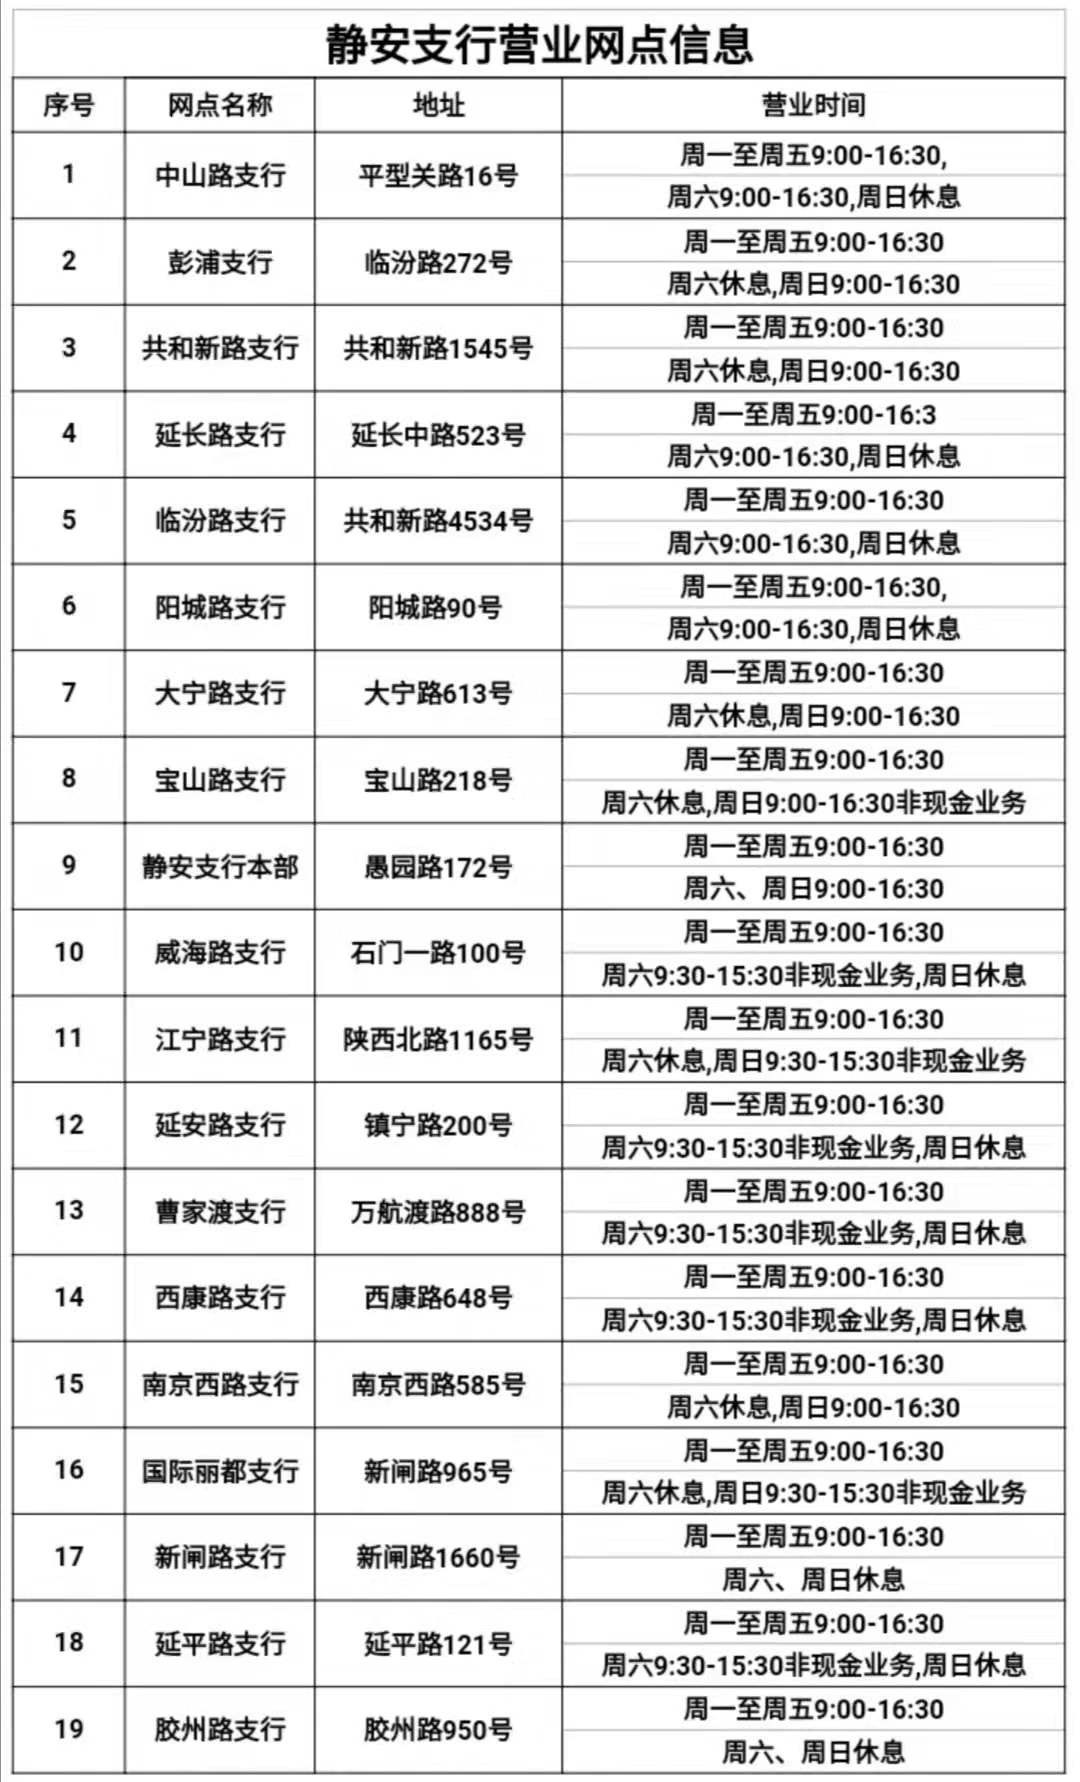 静安支行营业网点信息
序号 网点名称 地址 营业时间
1 中山路支行 平型关路16号 周一至周五9:00-16:30,
周六9:00-16:30,周日休息
2 彭浦支行 临汾路272号 周一至周五9:00-16:30
周六休息,周日9:00-16:30
3 共和新路支行 共和新路1545号 周一至周五9:00-16:30
周六休息,周日9:00-16:30
4 延长路支行 延长中路523号 周一至周五9:00-16:3
周六9:00-16:30,周日休息
5 临汾路支行 共和新路4534号 周一至周五9:00-16:30
周六9:00-16:30,周日休息
6 阳城路支行 阳城路90号 周一至周五9:00-16:30,
周六9:00-16:30,周日休息
7 大宁路支行 大宁路613号 周一至周五9:00-16:30
周六休息,周日9:00-16:30
8 宝山路支行 宝山路218号 周一至周五9:00-16:30
周六休息,周日9:00-16:30非现金业务
9 静安支行本部 愚园路172号 周一至周五9:00-16:30
周六、周日9:00-16:30
10 威海路支行 石门一路100号 周一至周五9:00-16:30
周六9:30-15:30非现金业务,周日休息
11 江宁路支行 陕西北路1165号 周一至周五9:00-16:30
周六休息,周日9:30-15:30非现金业务
12 延安路支行 镇宁路200号 周一至周五9:00-16:30
周六9:30-15:30非现金业务,周日休息
13 曹家渡支行 万航渡路888号 周一至周五9:00-16:30
周六9:30-15:30非现金业务,周日休息
14 西康路支行 西康路648号 周一至周五9:00-16:30
周六9:30-15:30非现金业务,周日休息
15 南京西路支行 南京西路585号 周一至周五9:00-16:30
周六休息,周日9:00-16:30
16 国际丽都支行 新闸路965号 周一至周五9:00-16:30
周六休息,周日9:30-15:30非现金业务
17 新闸路支行 新闸路1660号 周一至周五9:00-16:30
周六、周日休息
18 延平路支行 延平路121号 周一至周五9:00-16:30
周六9:30-15:30非现金业务,周日休息
19 胶州路支行 胶州路950号 周一至周五9:00-16:30
周六、周日休息